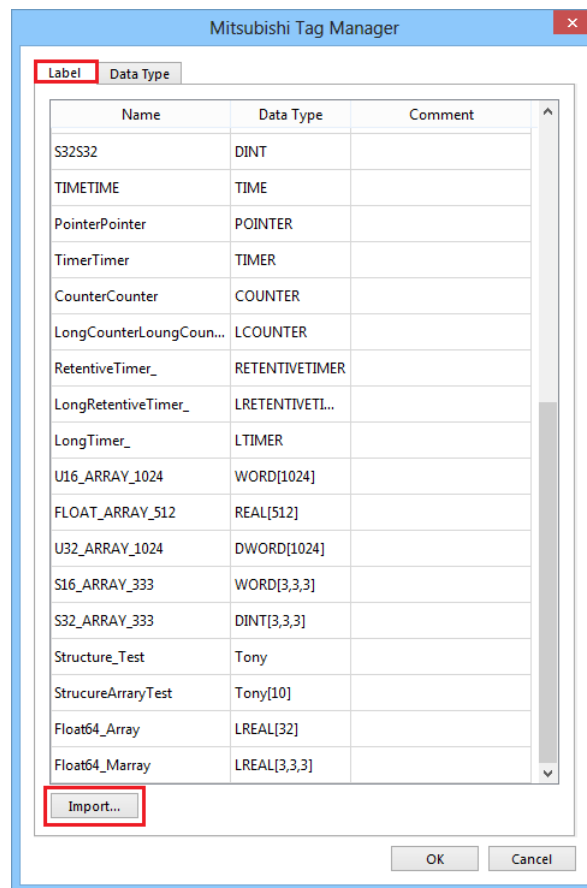 Mitsubishi Tag Manager
Label Data Type
Name Data Type Comment
S32S32 DINT
TIMETIME TIME
PointerPointer POINTER
TimerTimer TIMER
CounterCounter COUNTER
LongCounterLoungCoun... LCOUNTER
RetentiveTimer_ RETENTIVETIMER
LongRetentiveTimer_ LRETENTIVETI...
LongTimer_ LTIMER
U16_ARRAY_1024 WORD[1024]
FLOAT_ARRAY_512 REAL[512]
U32_ARRAY_1024 DWORD[1024]
S16_ARRAY_333 WORD[3,3,3]
S32_ARRAY_333 DINT[3,3,3]
Structure_Test Tony
StrucureArraryTest Tony[10]
Float64_Array LREAL[32]
Float64_Marray LREAL[3,3,3]
Import...
OK Cancel